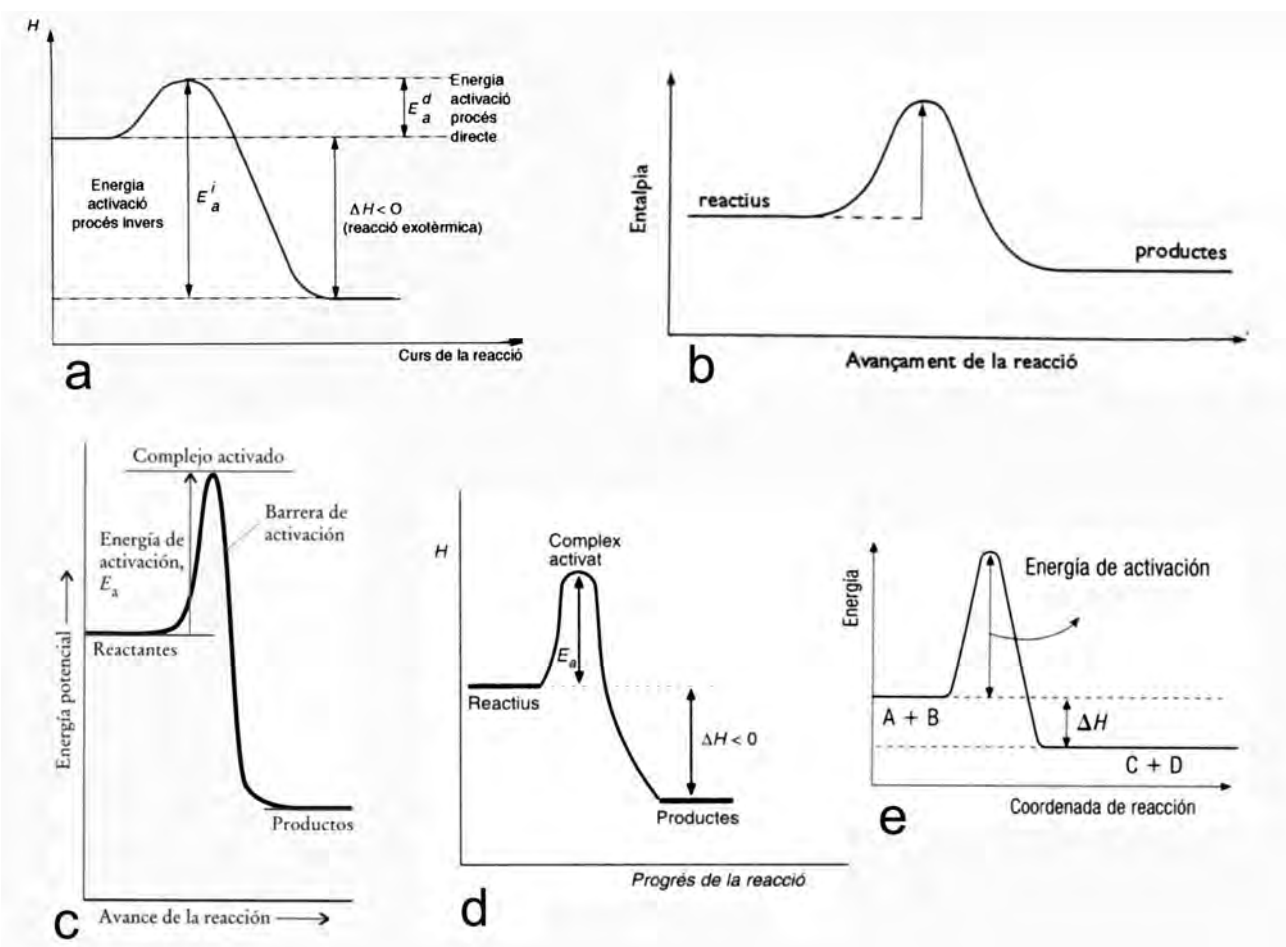 H
Energia
activació
procés
directe
E a d
Energia
activació
procés invers
E a i
ΔH < O
(reacció exotèrmica)
Curs de la reacció
a
Entalpia
reactius
productes
Avançament de la reacció
b
Complejo activado
Barrera de
activación
Energía de
activación,
Ea
Reactantes
Energía potencial
Productos
Avance de la reacción
c
H
Complex
activat
Ea
Reactius
ΔH < 0
Productes
Progrés de la reacció
d
Energía
Energía de activación
A + B
ΔH
C + D
Coordenada de reacción
e